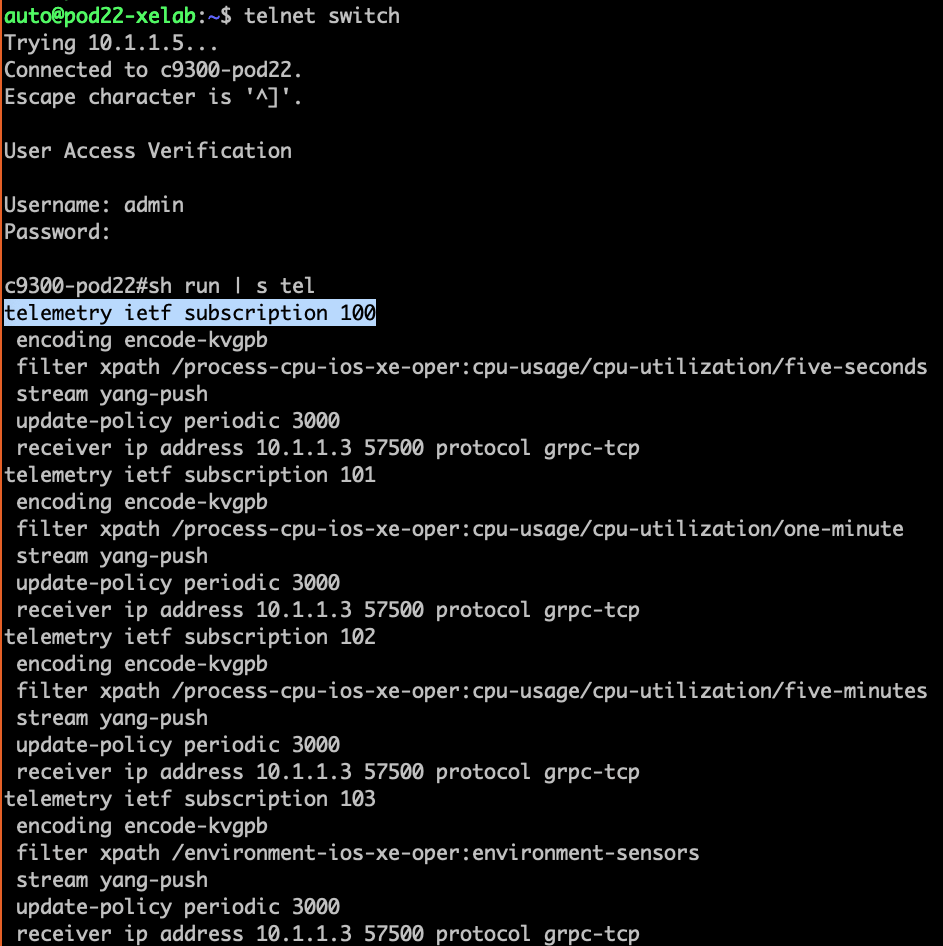 auto@pod22-xelab:~$ telnet switch
Trying 10.1.1.5...
Connected to c9300-pod22.
Escape character is '^]'.
User Access Verification
Username: admin
Password:
c9300-pod22#sh run | s tel
telemetry ietf subscription 100
 encoding encode-kvgpb
 filter xpath /process-cpu-ios-xe-oper:cpu-usage/cpu-utilization/five-seconds
 stream yang-push
 update-policy periodic 3000
 receiver ip address 10.1.1.3 57500 protocol grpc-tcp
telemetry ietf subscription 101
 encoding encode-kvgpb
 filter xpath /process-cpu-ios-xe-oper:cpu-usage/cpu-utilization/one-minute
 stream yang-push
 update-policy periodic 3000
 receiver ip address 10.1.1.3 57500 protocol grpc-tcp
telemetry ietf subscription 102
 encoding encode-kvgpb
 filter xpath /process-cpu-ios-xe-oper:cpu-usage/cpu-utilization/five-minutes
 stream yang-push
 update-policy periodic 3000
 receiver ip address 10.1.1.3 57500 protocol grpc-tcp
telemetry ietf subscription 103
 encoding encode-kvgpb
 filter xpath /environment-ios-xe-oper:environment-sensors
 stream yang-push
 update-policy periodic 3000
 receiver ip address 10.1.1.3 57500 protocol grpc-tcp